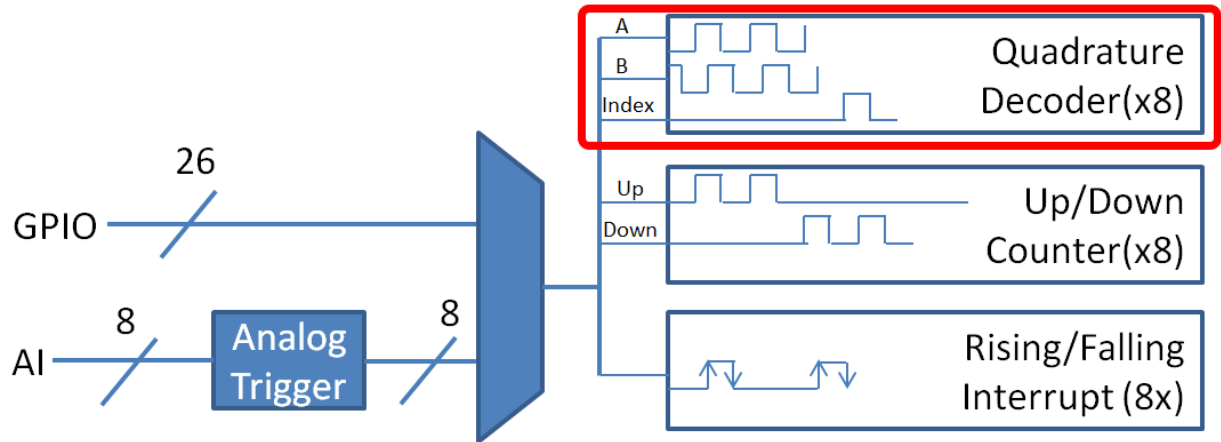 A
B
Index
Quadrature
Decoder(x8)
26
GPIO
Up
Down
Up/Down
Counter(x8)
8
8
AI
Analog
Trigger
Rising/Falling
Interrupt (8x)